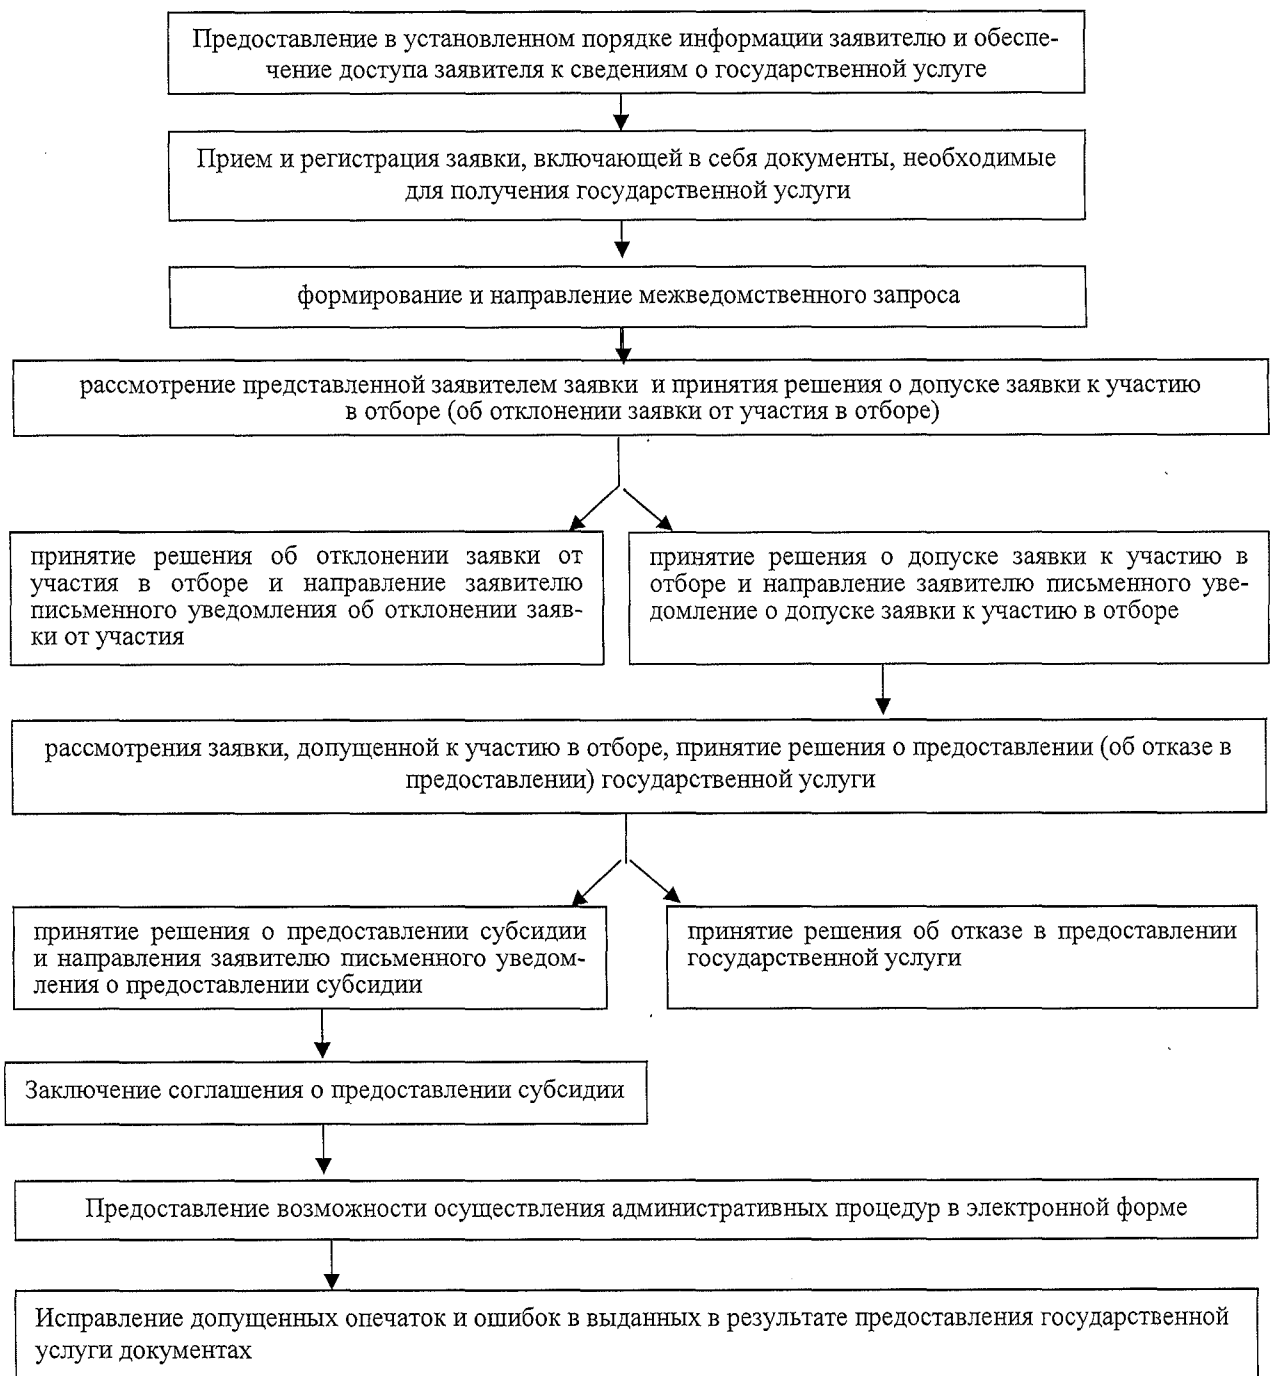 Предоставление в установленном порядке информации заявителю и обеспе-
чение доступа заявителя к сведениям о государственной услуге
Прием и регистрация заявки, включающей в себя документы, необходимые
для получения государственной услуги
формирование и направление межведомственного запроса
рассмотрение представленной заявителем заявки и принятия решения о допуске заявки к участию
в отборе (об отклонении заявки от участия в отборе)
принятие решения об отклонении заявки от
участия в отборе и направление заявителю
письменного уведомления об отклонении заяв-
ки от участия
принятие решения о допуске заявки к участию в
отборе и направление заявителю письменного уве-
домление о допуске заявки к участию в отборе
рассмотрения заявки, допущенной к участию в отборе, принятие решения о предоставлении (об отказе в
предоставлении) государственной услуги
принятие решения о предоставлении субсидии
и направления заявителю письменного уведом-
ления о предоставлении субсидии
принятие решения об отказе в предоставлении
государственной услуги
Заключение соглашения о предоставлении субсидии
Предоставление возможности осуществления административных процедур в электронной форме
Исправление допущенных опечаток и ошибок в выданных в результате предоставления государственной
услуги документах